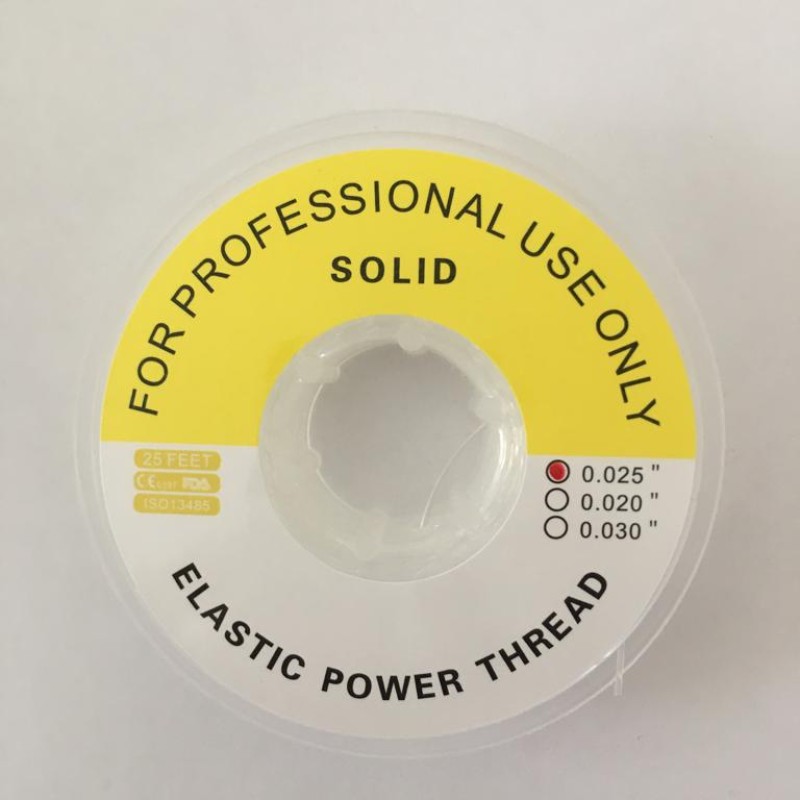 FOR PROFESSIONAL USE ONLY
SOLID
25 FEET
CE FDA
ISO13485
0.025 "
0.020 "
0.030 "
ELASTIC POWER THREAD